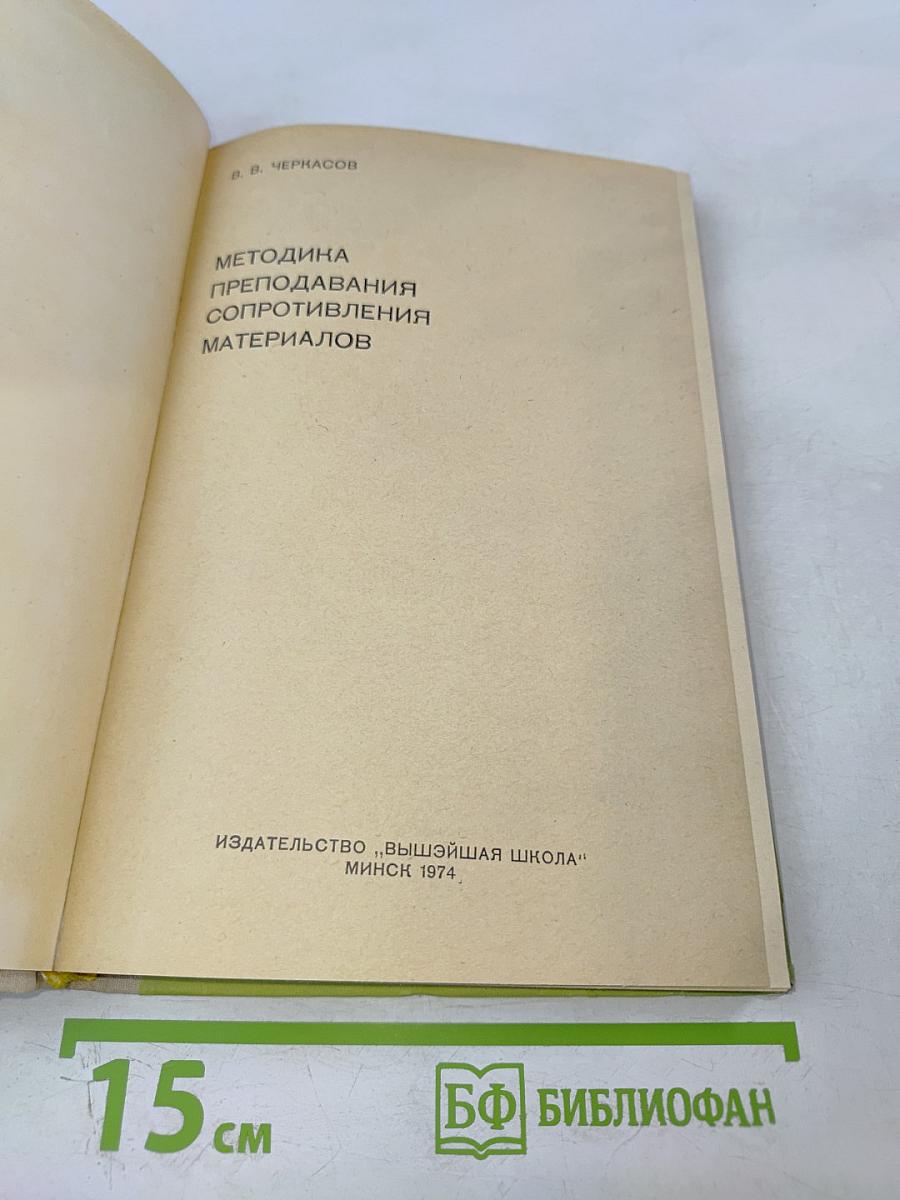 В. В. ЧЕРКАСОВ
МЕТОДИКА
ПРЕПОДАВАНИЯ
СОПРОТИВЛЕНИЯ
МАТЕРИАЛОВ
ИЗДАТЕЛЬСТВО „ВЫШЭЙШАЯ ШКОЛА“
МИНСК 1974
15 см
БФ БИБЛИОФАН